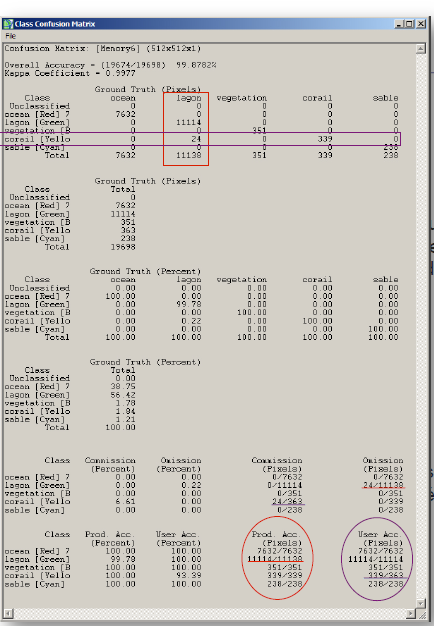 Class Confusion Matrix
File
Confusion Matrix: [Memory6] (512x512x1)
Overall Accuracy = (19674/19698) 99.8782%
Kappa Coefficient = 0.9977
Ground Truth (Pixels)
Class ocean lagon vegetation corail sable
Unclassified 0 0 0 0 0
ocean [Red] 7 7632 0 0 0 0
lagon [Green] 0 11114 0 0 0
vegetation [B 0 0 351 0 0
corail [Yello 0 24 0 339 0
sable [Cyan] 0 0 0 0 238
Total 7632 11138 351 339 238
Ground Truth (Pixels)
Class Total
Unclassified 0
ocean [Red] 7 7632
lagon [Green] 11114
vegetation [B 351
corail [Yello 363
sable [Cyan] 238
Total 19698
Ground Truth (Percent)
Class ocean lagon vegetation corail sable
Unclassified 0.00 0.00 0.00 0.00 0.00
ocean [Red] 7 100.00 0.00 0.00 0.00 0.00
lagon [Green] 0.00 99.78 0.00 0.00 0.00
vegetation [B 0.00 0.00 100.00 0.00 0.00
corail [Yello 0.00 0.22 0.00 100.00 0.00
sable [Cyan] 0.00 0.00 0.00 0.00 100.00
Total 100.00 100.00 100.00 100.00 100.00
Ground Truth (Percent)
Class Total
Unclassified 0.00
ocean [Red] 7 38.75
lagon [Green] 56.42
vegetation [B 1.78
corail [Yello 1.84
sable [Cyan] 1.21
Total 100.00
Class Commission Omission Commission Omission
(Percent) (Percent) (Pixels) (Pixels)
ocean [Red] 7 0.00 0.00 0/7632 0/7632
lagon [Green] 0.00 0.22 0/11114 24/11138
vegetation [B 0.00 0.00 0/351 0/351
corail [Yello 6.61 0.00 24/363 0/339
sable [Cyan] 0.00 0.00 0/238 0/238
Class Prod. Acc. User Acc. Prod. Acc. User Acc.
(Percent) (Percent) (Pixels) (Pixels)
ocean [Red] 7 100.00 100.00 7632/7632 7632/7632
lagon [Green] 99.78 100.00 11114/11138 11114/11114
vegetation [B 100.00 100.00 351/351 351/351
corail [Yello 100.00 93.39 339/339 339/363
sable [Cyan] 100.00 100.00 238/238 238/238